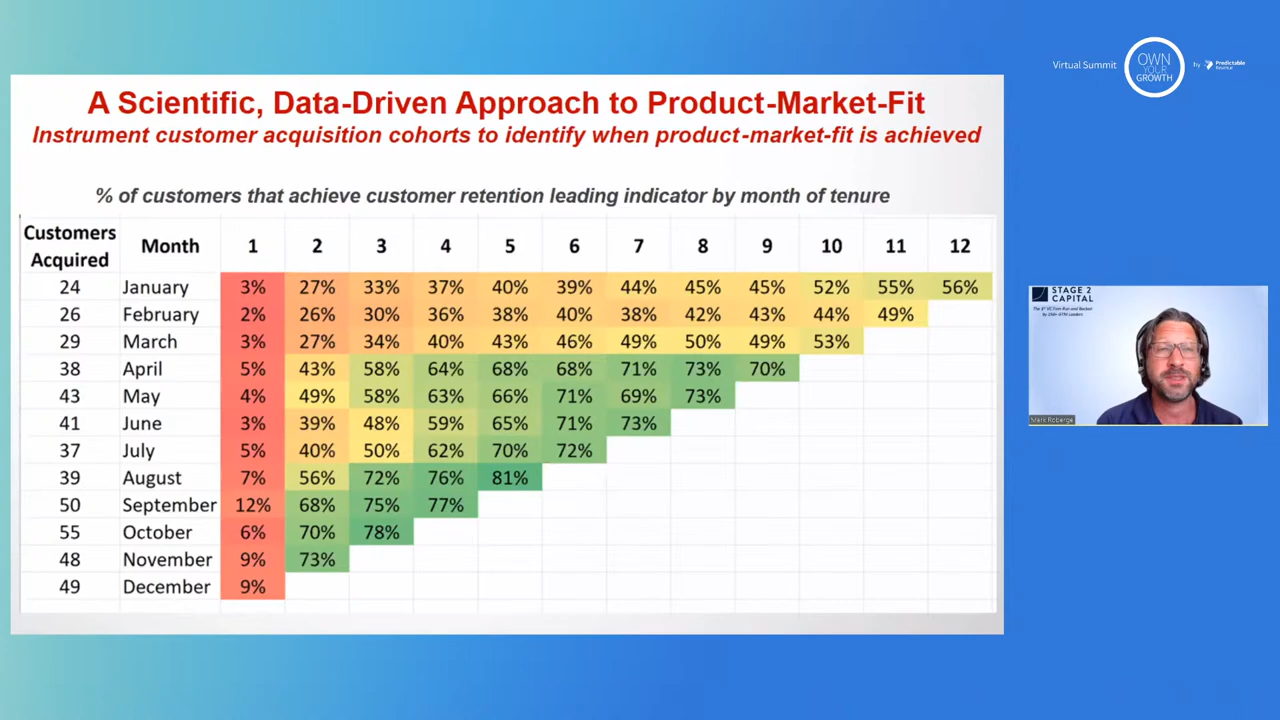 Virtual Summit
OWN
YOUR
GROWTH
by Predictable
Revenue
A Scientific, Data-Driven Approach to Product-Market-Fit
Instrument customer acquisition cohorts to identify when product-market-fit is achieved
% of customers that achieve customer retention leading indicator by month of tenure
Customers Acquired Month 1 2 3 4 5 6 7 8 9 10 11 12
24 January 3% 27% 33% 37% 40% 39% 44% 45% 45% 52% 55% 56%
26 February 2% 26% 30% 36% 38% 40% 38% 42% 43% 44% 49%
29 March 3% 27% 34% 40% 43% 46% 49% 50% 49% 53%
38 April 5% 43% 58% 64% 68% 68% 71% 73% 70%
43 May 4% 49% 58% 63% 66% 71% 69% 73%
41 June 3% 39% 48% 59% 65% 71% 73%
37 July 5% 40% 50% 62% 70% 72%
39 August 7% 56% 72% 76% 81%
50 September 12% 68% 75% 77%
55 October 6% 70% 78%
48 November 9% 73%
49 December 9%
STAGE 2
CAPITAL
Mark Roberge